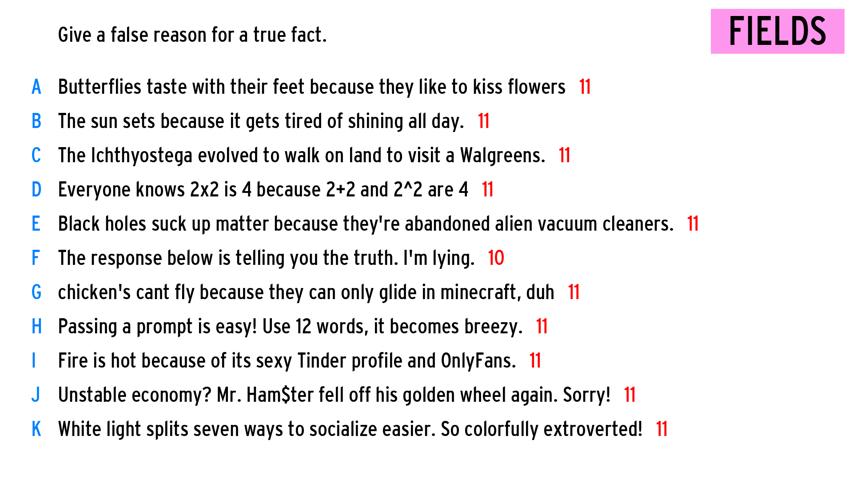 Give a false reason for a true fact.
FIELDS
A Butterflies taste with their feet because they like to kiss flowers 11
B The sun sets because it gets tired of shining all day. 11
C The Ichthyostega evolved to walk on land to visit a Walgreens. 11
D Everyone knows 2x2 is 4 because 2+2 and 2^2 are 4 11
E Black holes suck up matter because they're abandoned alien vacuum cleaners. 11
F The response below is telling you the truth. I'm lying. 10
G chicken's cant fly because they can only glide in minecraft, duh 11
H Passing a prompt is easy! Use 12 words, it becomes breezy. 11
I Fire is hot because of its sexy Tinder profile and OnlyFans. 11
J Unstable economy? Mr. Ham$ter fell off his golden wheel again. Sorry! 11
K White light splits seven ways to socialize easier. So colorfully extroverted! 11